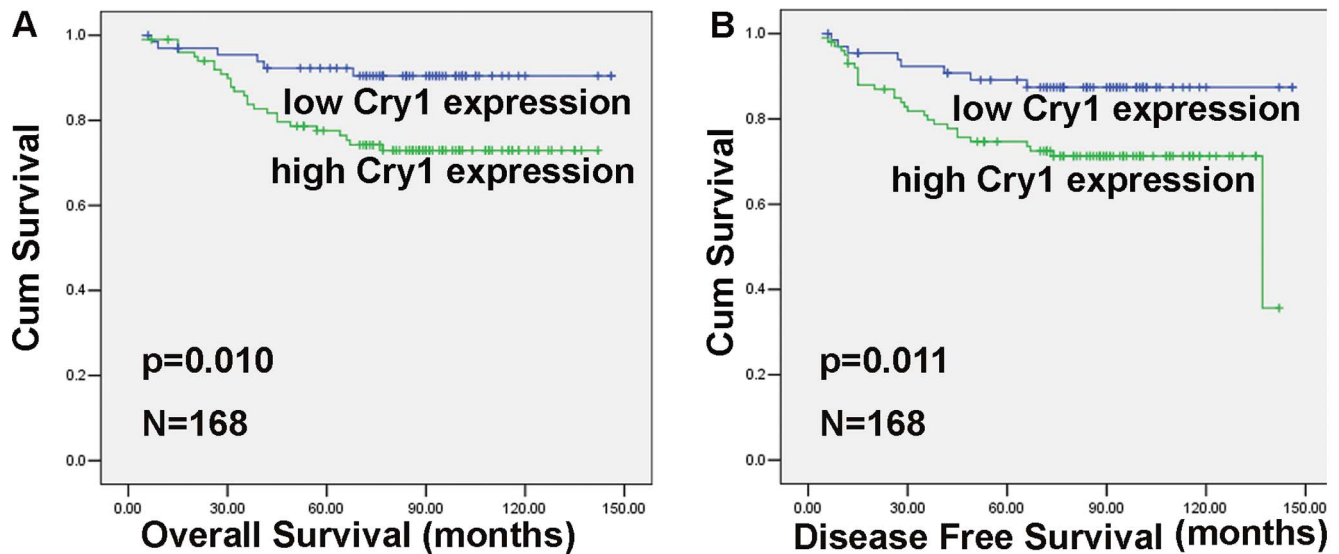 A
Cum Survival
1.0
0.8
0.6
0.4
0.2
0.0
low Cry1 expression
high Cry1 expression
p=0.010
N=168
0.00 30.00 60.00 90.00 120.00 150.00
Overall Survival (months)
B
Cum Survival
1.0
0.8
0.6
0.4
0.2
0.0
low Cry1 expression
high Cry1 expression
p=0.011
N=168
0.00 30.00 60.00 90.00 120.00 150.00
Disease Free Survival (months)